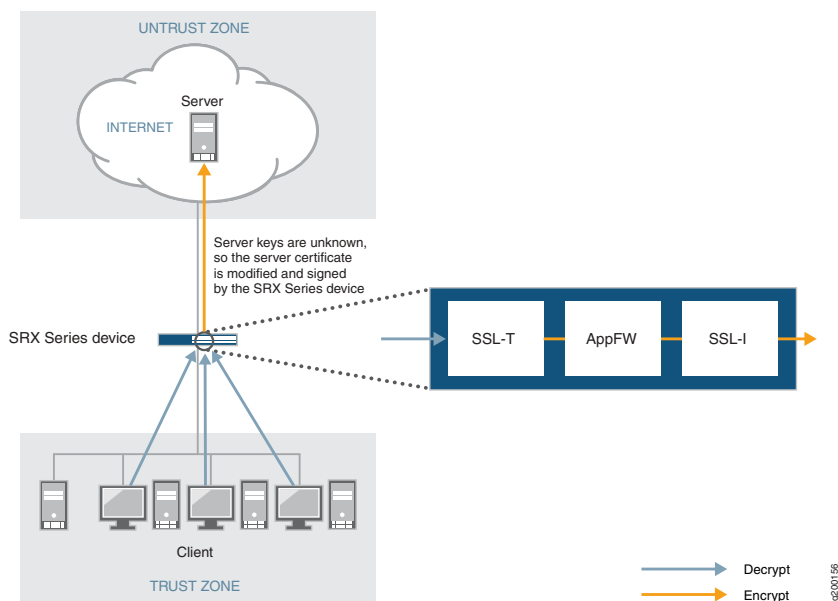 UNTRUST ZONE
Server
INTERNET
Server keys are unknown,
so the server certificate
is modified and signed
by the SRX Series device
SRX Series device
SSL-T
AppFW
SSL-I
Client
TRUST ZONE
Decrypt
Encrypt
g200156